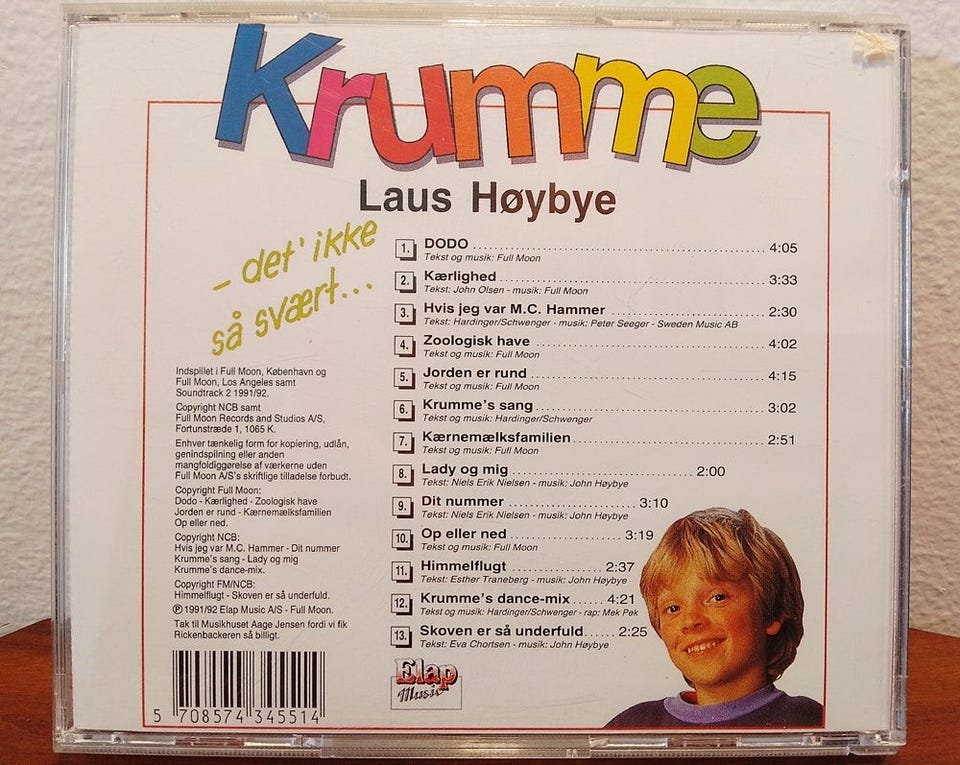 Krumme
Laus Høybye
- det' ikke
så svært...
1. DODO 4:05
Tekst og musik: Full Moon
2. Kærlighed 3:33
Tekst: John Olsen - musik: Full Moon
3. Hvis jeg var M.C. Hammer 2:30
Tekst: Hardinger/Schwenger - musik: Peter Seeger - Sweden Music AB
4. Zoologisk have 4:02
Tekst og musik: Full Moon
5. Jorden er rund 4:15
Tekst og musik: Full Moon
6. Krumme's sang 3:02
Tekst og musik: Hardinger/Schwenger
7. Kærnemælksfamilien 2:51
Tekst og musik: Full Moon
8. Lady og mig 2:00
Tekst: Niels Erik Nielsen - musik: John Høybye
9. Dit nummer 3:10
Tekst: Niels Erik Nielsen - musik: John Høybye
10. Op eller ned 3:19
Tekst og musik: Full Moon
11. Himmelflugt 2:37
Tekst: Esther Traneberg - musik: John Høybye
12. Krumme's dance-mix 4:21
Tekst og musik: Hardinger/Schwenger - rap: Mek Pek
13. Skoven er så underfuld 2:25
Tekst: Eva Chortsen - musik: John Høybye
Indspillet i Full Moon, København og
Full Moon, Los Angeles samt
Soundtrack 2 1991/92.
Copyright NCB samt
Full Moon Records and Studios A/S,
Fortunstræde 1, 1065 K.
Enhver tænkelig form for kopiering, udlån,
genindspilning eller anden
mangfoldiggørelse af værkerne uden
Full Moon A/S's skriftlige tilladelse forbudt.
Copyright Full Moon:
Dodo - Kærlighed - Zoologisk have
Jorden er rund - Kærnemælksfamilien
Op eller ned.
Copyright NCB:
Hvis jeg var M.C. Hammer - Dit nummer
Krumme's sang - Lady og mig
Krumme's dance-mix.
Copyright FM/NCB:
Himmelflugt - Skoven er så underfuld.
℗ 1991/92 Elap Music A/S - Full Moon.
Tak til Musikhuset Aage Jensen fordi vi fik
Rickenbackeren så billigt.
5 708574 345514
Elap
Music